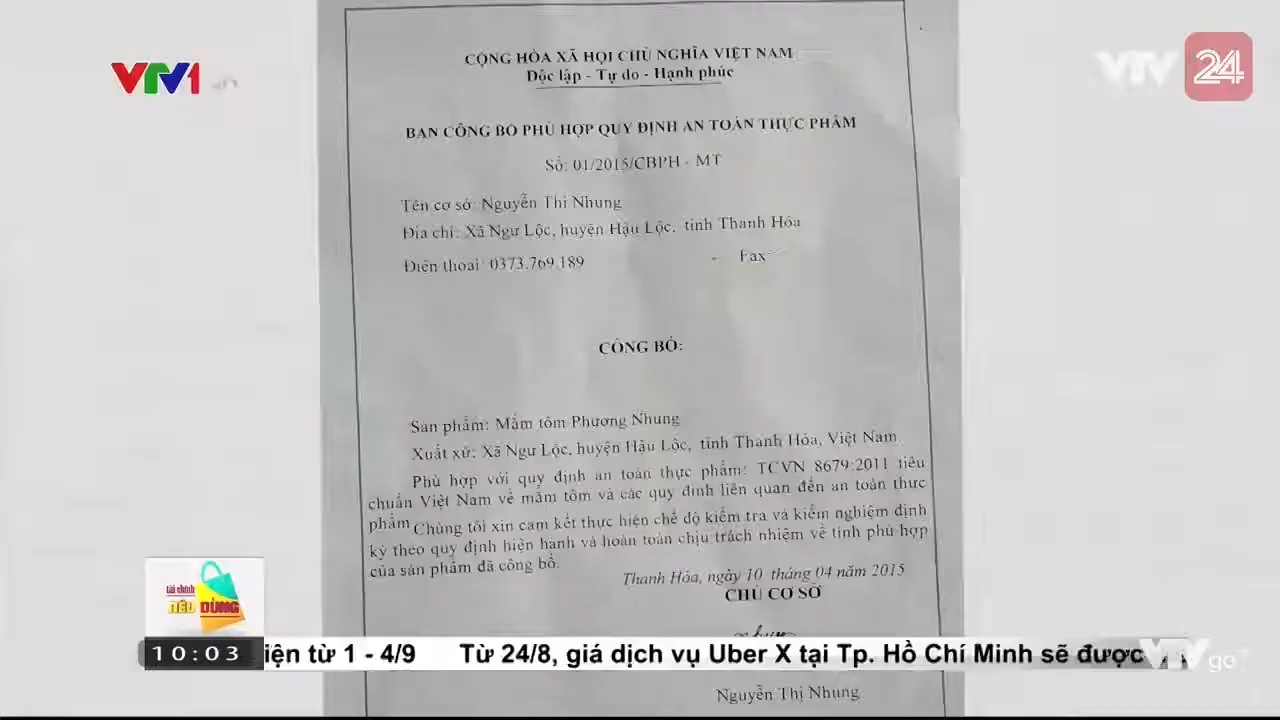 VTV1
VTV 24
CỘNG HÒA XÃ HỘI CHỦ NGHĨA VIỆT NAM
Độc lập - Tự do - Hạnh phúc
BẢN CÔNG BỐ PHÙ HỢP QUY ĐỊNH AN TOÀN THỰC PHẨM
Số: 01/2015/CBPH - MT
Tên cơ sở: Nguyễn Thị Nhung
Địa chỉ: Xã Ngư Lộc, huyện Hậu Lộc, tỉnh Thanh Hóa
Điện thoại: 0373.769.189 - Fax
CÔNG BỐ:
Sản phẩm: Mắm tôm Phương Nhung
Xuất xứ: Xã Ngư Lộc, huyện Hậu Lộc, tỉnh Thanh Hóa, Việt Nam
Phù hợp với quy định an toàn thực phẩm: TCVN 8679:2011 tiêu
chuẩn Việt Nam về mắm tôm và các quy định liên quan đến an toàn thực
phẩm
Chúng tôi xin cam kết thực hiện chế độ kiểm tra và kiểm nghiệm định
kỳ theo quy định hiện hành và hoàn toàn chịu trách nhiệm về tính phù hợp
của sản phẩm đã công bố.
Thanh Hóa, ngày 10 tháng 04 năm 2015
CHỦ CƠ SỞ
tài chính
TIÊU DÙNG
10:03 iện từ 1 - 4/9 Từ 24/8, giá dịch vụ Uber X tại Tp. Hồ Chí Minh sẽ được
VTV go
Nguyễn Thị Nhung